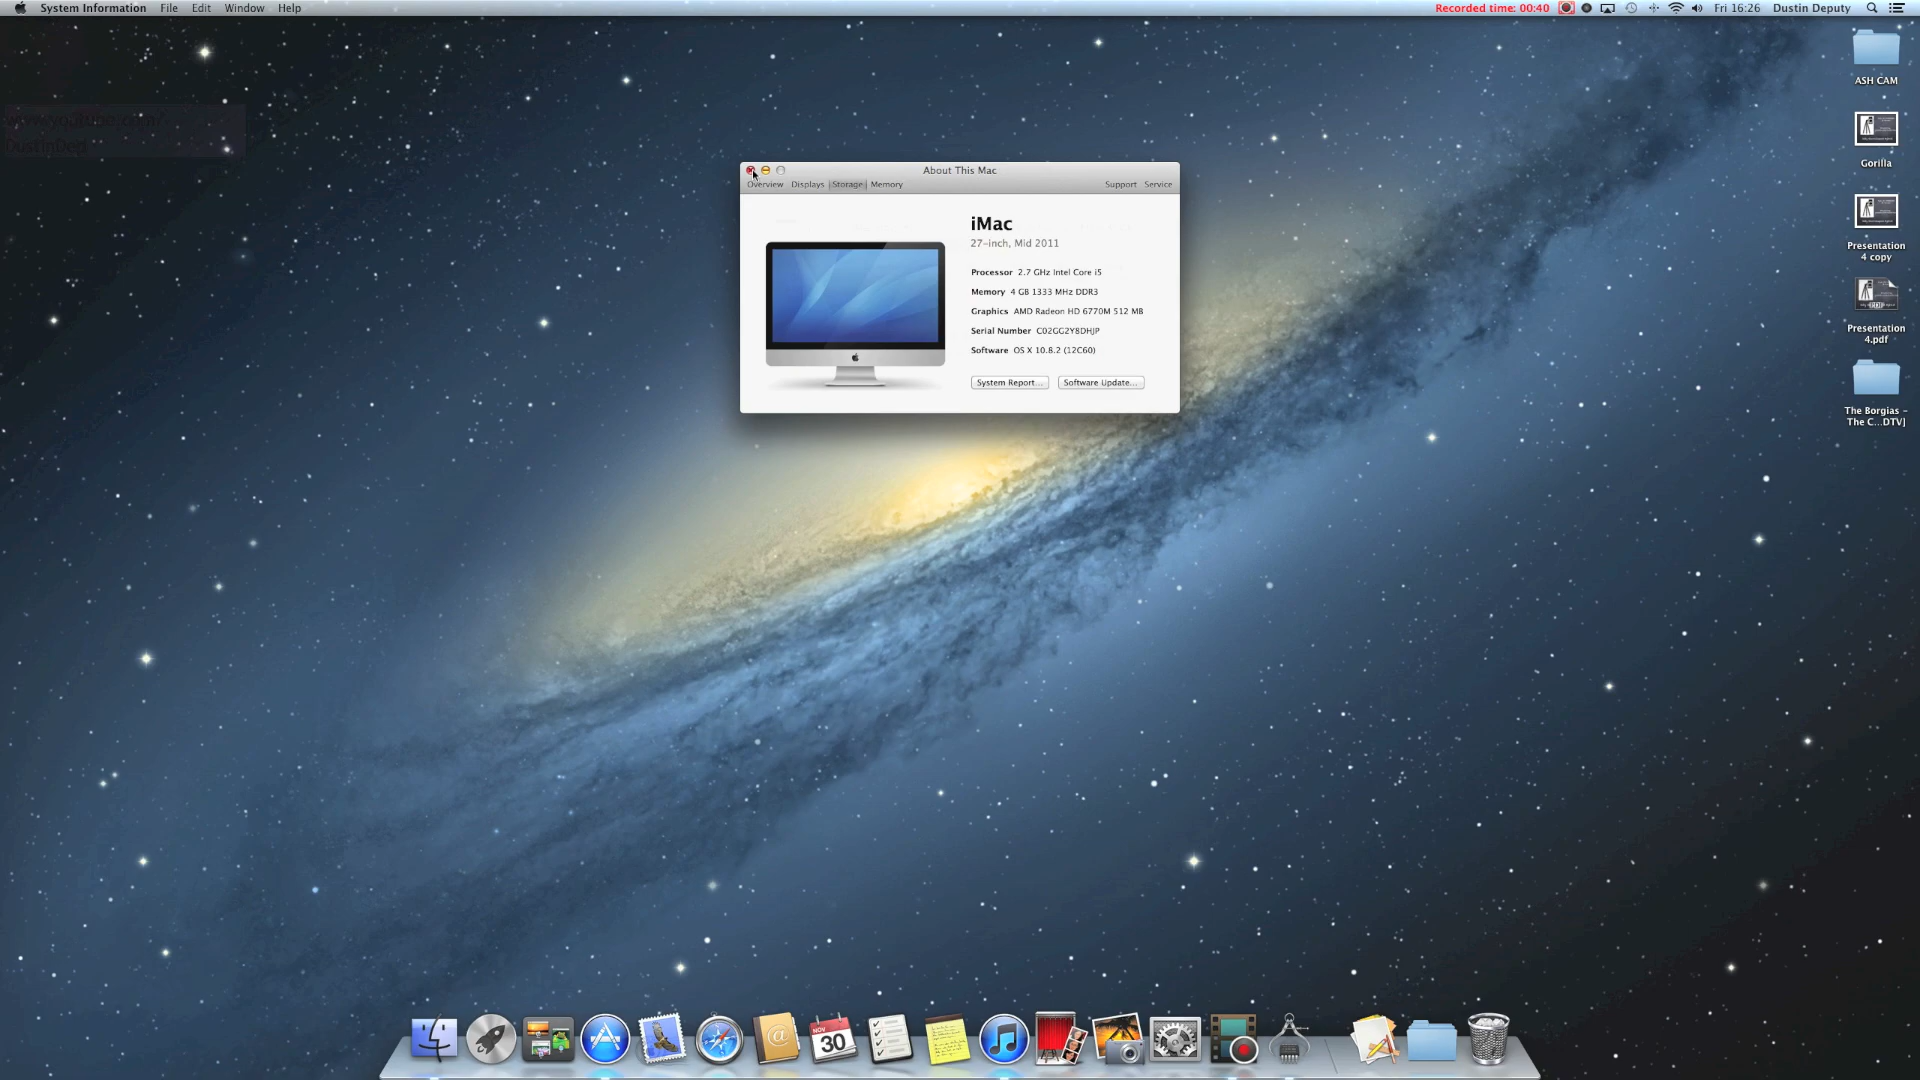 System Information File Edit Window Help
Recorded time: 00:40 Fri 16:26 Dustin Deputy
ASH CAM
Gorilla
Presentation
4 copy
Presentation
4.pdf
The Borgias -
The C...DTV]
www.youtube.com/
About This Mac
Overview Displays Storage Memory Support Service
iMac
27-inch, Mid 2011
Processor 2.7 GHz Intel Core i5
Memory 4 GB 1333 MHz DDR3
Graphics AMD Radeon HD 6770M 512 MB
Serial Number C02GG2Y8DHJP
Software OS X 10.8.2 (12C60)
System Report... Software Update...
NOV
30